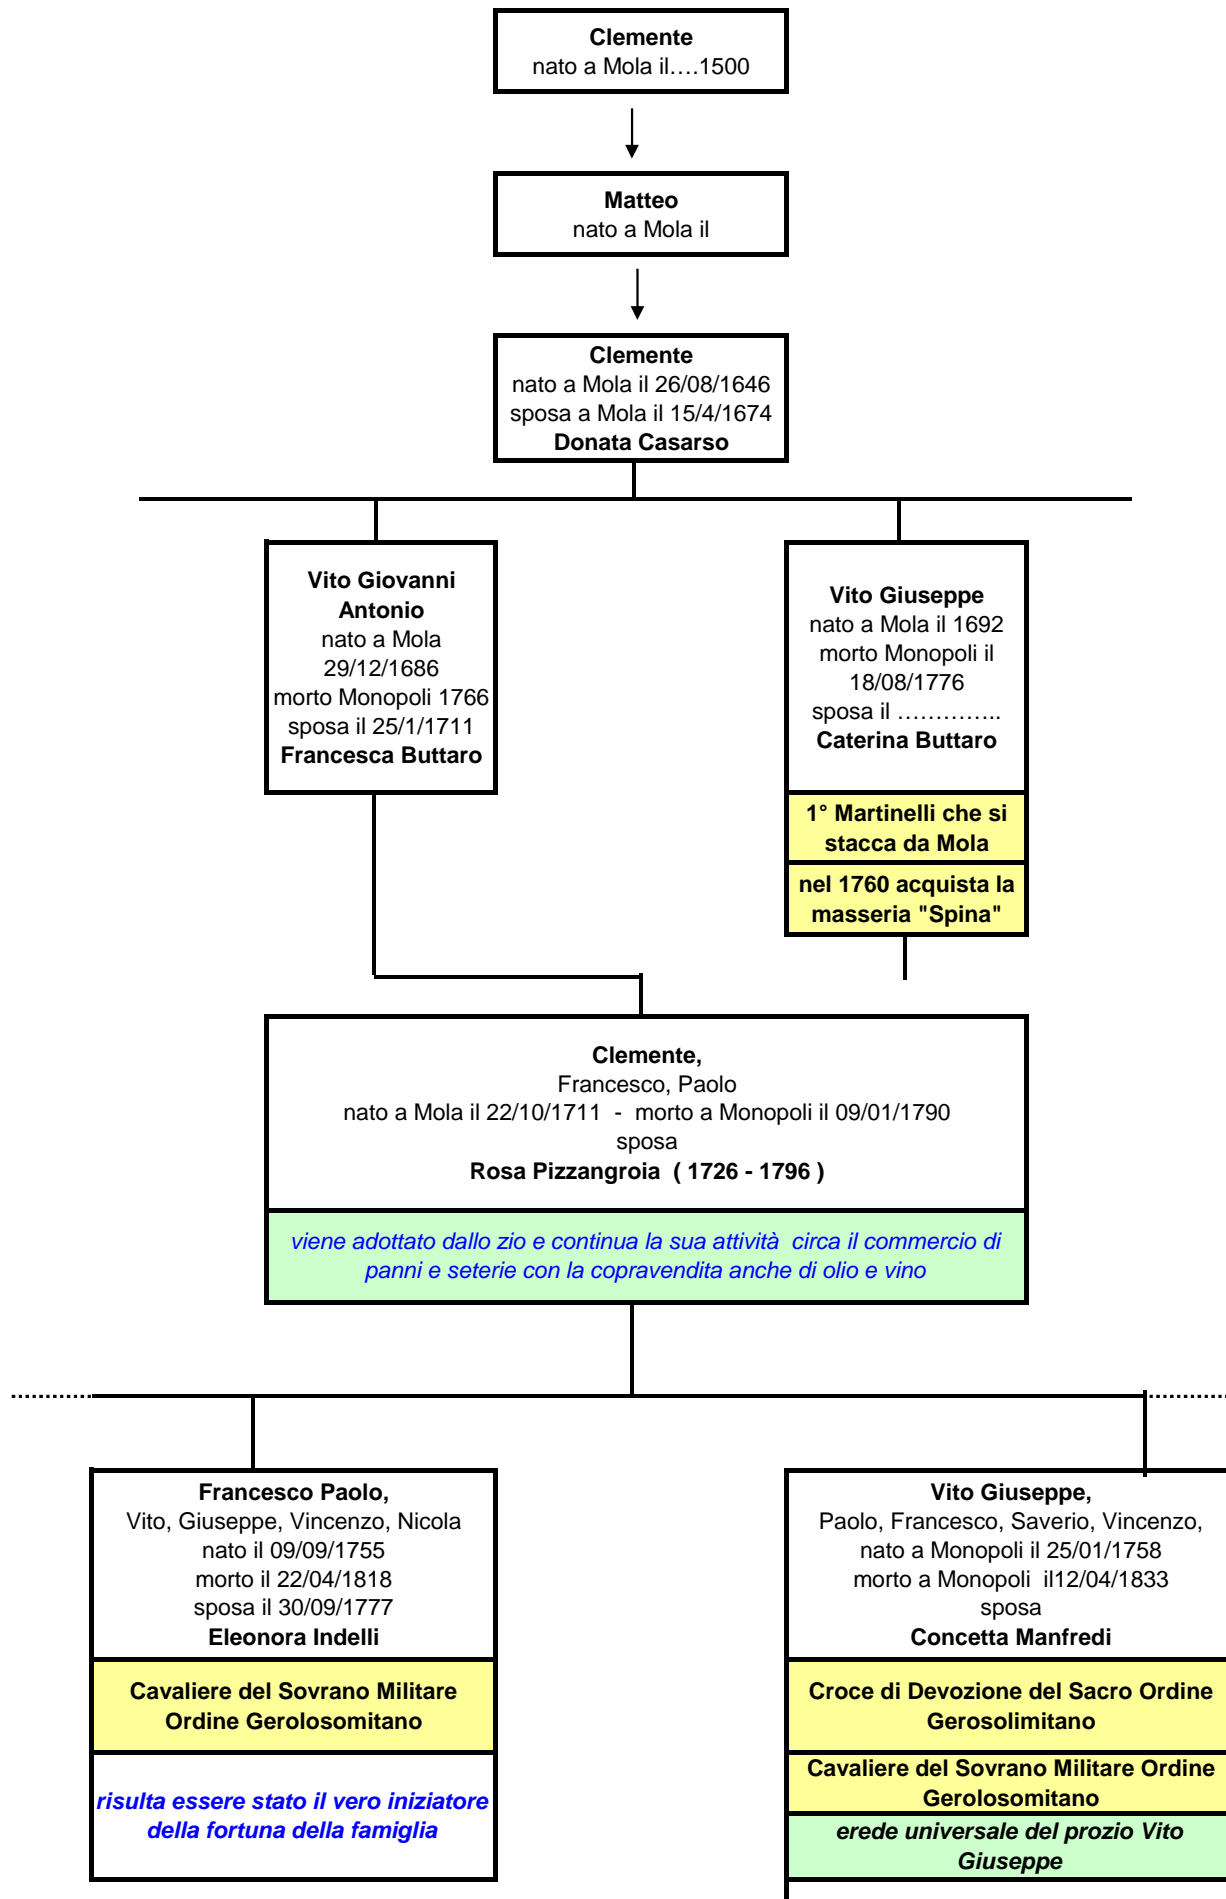 Clemente
nato a Mola il....1500
Matteo
nato a Mola il
Clemente
nato a Mola il 26/08/1646
sposa a Mola il 15/4/1674
Donata Casarso
Vito Giovanni
Antonio
nato a Mola
29/12/1686
morto Monopoli 1766
sposa il 25/1/1711
Francesca Buttaro
Vito Giuseppe
nato a Mola il 1692
morto Monopoli il
18/08/1776
sposa il …………..
Caterina Buttaro
1° Martinelli che si
stacca da Mola
nel 1760 acquista la
masseria "Spina"
Clemente,
Francesco, Paolo
nato a Mola il 22/10/1711 - morto a Monopoli il 09/01/1790
sposa
Rosa Pizzangroia ( 1726 - 1796 )
viene adottato dallo zio e continua la sua attività circa il commercio di
panni e seterie con la copravendita anche di olio e vino
Francesco Paolo,
Vito, Giuseppe, Vincenzo, Nicola
nato il 09/09/1755
morto il 22/04/1818
sposa il 30/09/1777
Eleonora Indelli
Cavaliere del Sovrano Militare
Ordine Gerolosomitano
risulta essere stato il vero iniziatore
della fortuna della famiglia
Vito Giuseppe,
Paolo, Francesco, Saverio, Vincenzo,
nato a Monopoli il 25/01/1758
morto a Monopoli il12/04/1833
sposa
Concetta Manfredi
Croce di Devozione del Sacro Ordine
Gerosolimitano
Cavaliere del Sovrano Militare Ordine
Gerolosomitano
erede universale del prozio Vito
Giuseppe